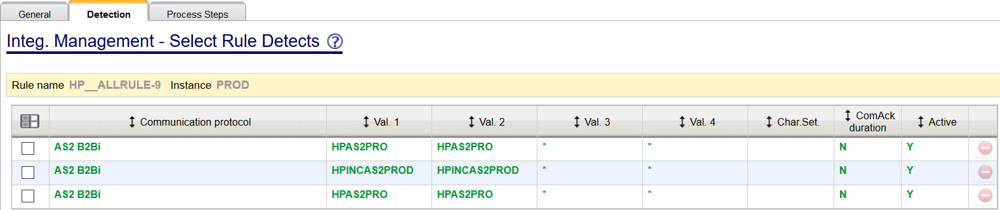 General Detection Process Steps
Integ. Management - Select Rule Detects ?
Rule name HP__ALLRULE-9 Instance PROD
Communication protocol Val. 1 Val. 2 Val. 3 Val. 4 Char.Set. ComAck duration Active
AS2 B2Bi HPAS2PRO HPAS2PRO * * N Y
AS2 B2Bi HPINCAS2PROD HPINCAS2PROD * * N Y
AS2 B2Bi HPAS2PRO HPAS2PRO * * N Y